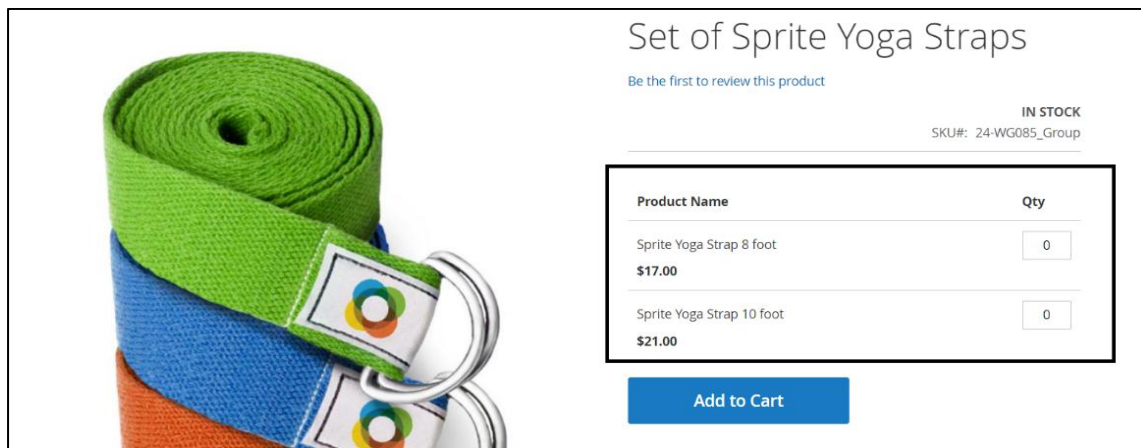 Set of Sprite Yoga Straps
Be the first to review this product
IN STOCK
SKU#: 24-WG085_Group
Product Name Qty
Sprite Yoga Strap 8 foot 0
$17.00
Sprite Yoga Strap 10 foot 0
$21.00
Add to Cart